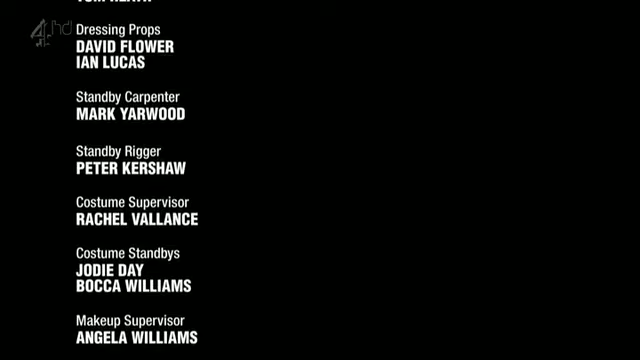 4hd
Dressing Props
DAVID FLOWER
IAN LUCAS
Standby Carpenter
MARK YARWOOD
Standby Rigger
PETER KERSHAW
Costume Supervisor
RACHEL VALLANCE
Costume Standbys
JODIE DAY
BOCCA WILLIAMS
Makeup Supervisor
ANGELA WILLIAMS